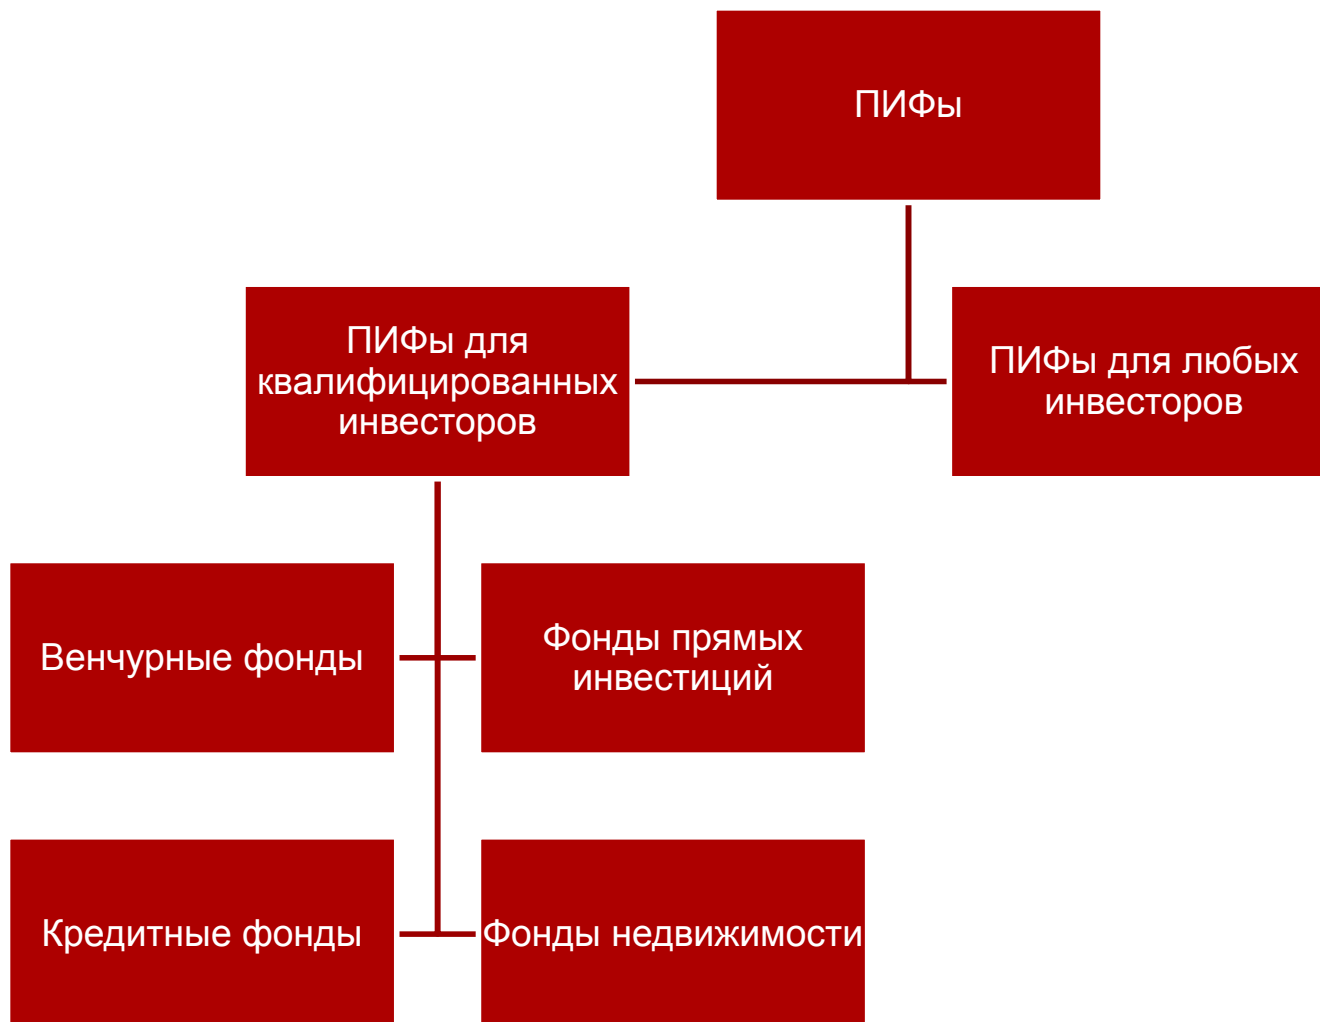 ПИФы
ПИФы для
квалифицированных
инвесторов
ПИФы для любых
инвесторов
Венчурные фонды
Фонды прямых
инвестиций
Кредитные фонды
Фонды недвижимости